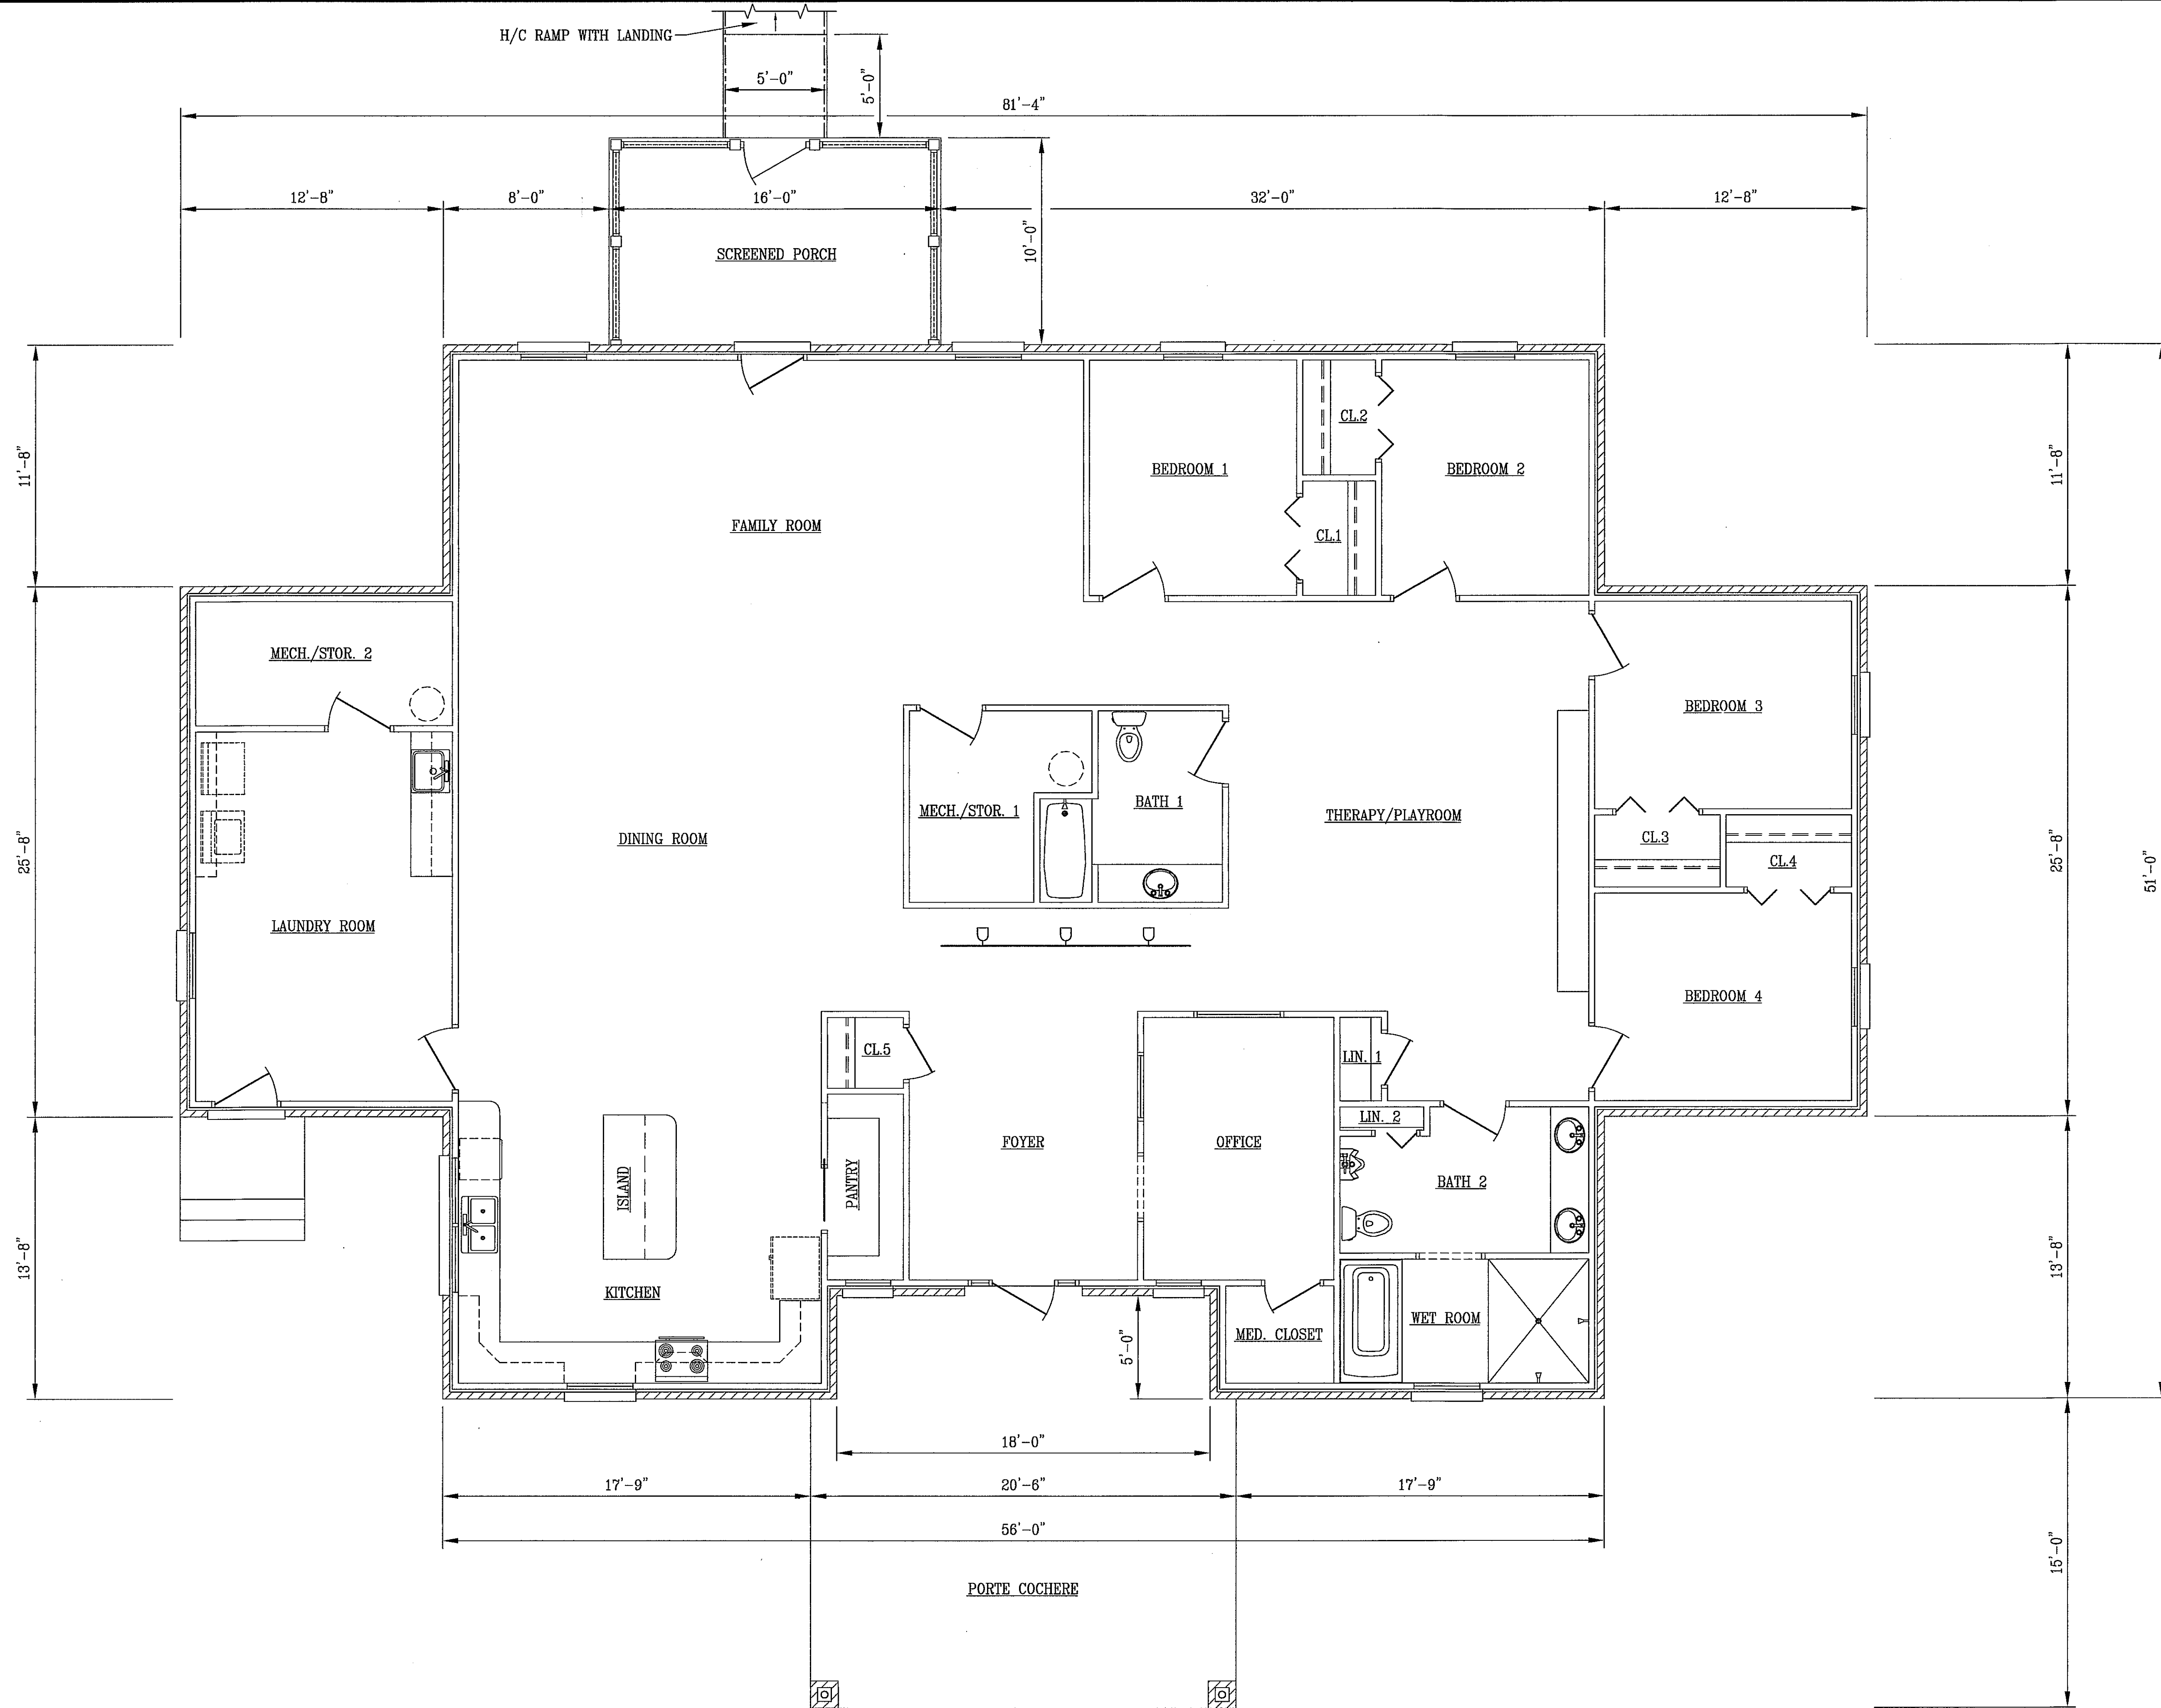 H/C RAMP WITH LANDING
5'-0"
5'-0"
81'-4"
12'-8"
8'-0"
16'-0"
32'-0"
12'-8"
10'-0"
SCREENED PORCH
11'-8"
11'-8"
CL.2
BEDROOM 1
BEDROOM 2
FAMILY ROOM
CL.1
MECH./STOR. 2
BEDROOM 3
BATH 1
MECH./STOR. 1
THERAPY/PLAYROOM
DINING ROOM
CL.3
CL.4
25'-8"
25'-8"
51'-0"
LAUNDRY ROOM
BEDROOM 4
CL.5
LIN. 1
LIN. 2
FOYER
OFFICE
ISLAND
PANTRY
BATH 2
13'-8"
13'-8"
KITCHEN
WET ROOM
MED. CLOSET
5'-0"
18'-0"
17'-9"
20'-6"
17'-9"
56'-0"
15'-0"
PORTE COCHERE